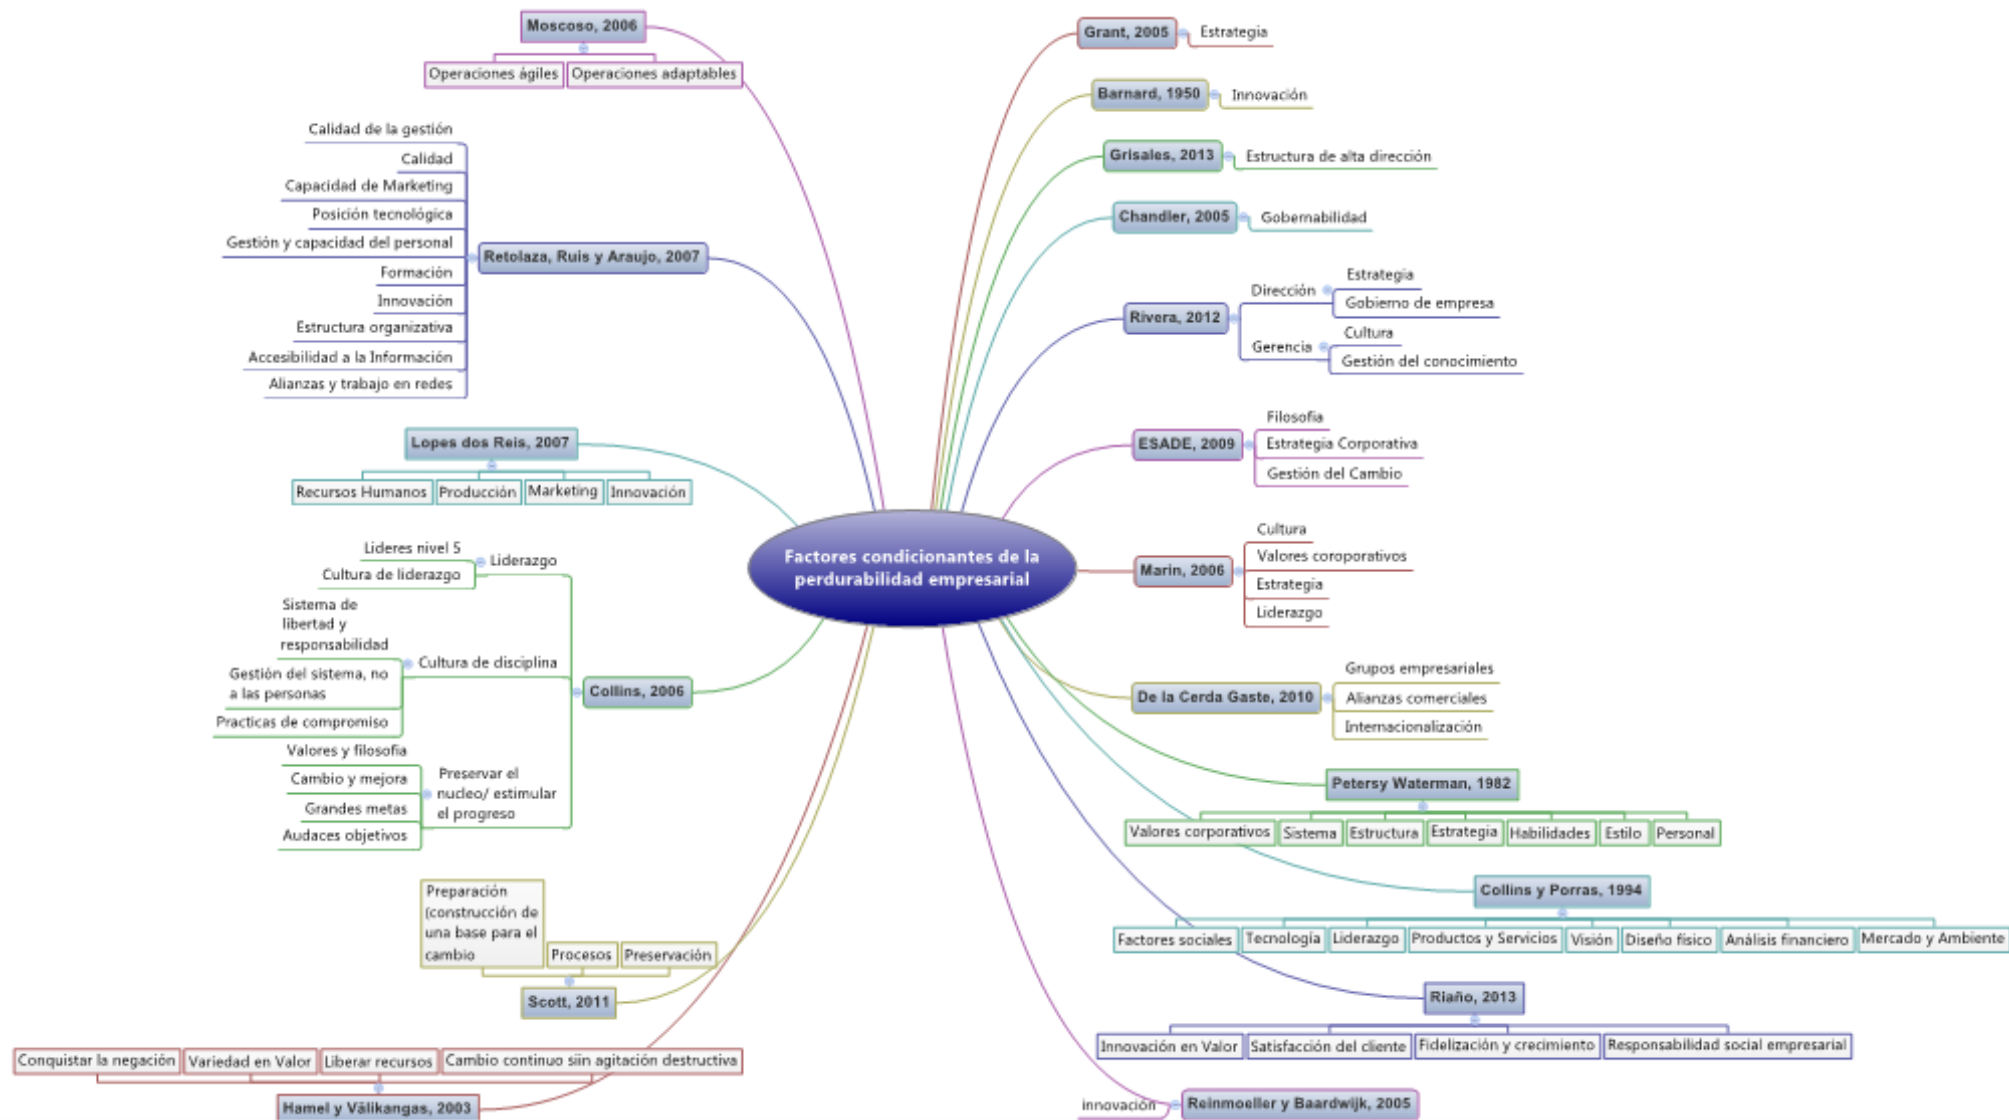 Moscoso, 2006
Operaciones ágiles
Operaciones adaptables
Calidad de la gestión
Calidad
Capacidad de Marketing
Posición tecnológica
Gestión y capacidad del personal
Formación
Innovación
Estructura organizativa
Accesibilidad a la Información
Alianzas y trabajo en redes
Retolaza, Ruis y Araujo, 2007
Lopes dos Reis, 2007
Recursos Humanos
Producción
Marketing
Innovación
Lideres nivel 5
Cultura de liderazgo
Liderazgo
Sistema de
libertad y
responsabilidad
Gestión del sistema, no
a las personas
Practicas de compromiso
Cultura de disciplina
Valores y filosofia
Cambio y mejora
Grandes metas
Audaces objetivos
Preservar el
nucleo/ estimular
el progreso
Collins, 2006
Preparación
(construcción de
una base para el
cambio
Procesos
Preservación
Scott, 2011
Conquistar la negación
Variedad en Valor
Liberar recursos
Cambio continuo siin agitación destructiva
Hamel y Välikangas, 2003
Factores condicionantes de la
perdurabilidad empresarial
Grant, 2005
Estrategia
Barnard, 1950
Innovación
Grisales, 2013
Estructura de alta dirección
Chandler, 2005
Gobernabilidad
Rivera, 2012
Dirección
Estrategia
Gobierno de empresa
Gerencia
Cultura
Gestión del conocimiento
ESADE, 2009
Filosofia
Estrategia Corporativa
Gestión del Cambio
Marin, 2006
Cultura
Valores coroporativos
Estrategia
Liderazgo
De la Cerda Gaste, 2010
Grupos empresariales
Alianzas comerciales
Internacionalización
Petersy Waterman, 1982
Valores corporativos
Sistema
Estructura
Estrategia
Habilidades
Estilo
Personal
Collins y Porras, 1994
Factores sociales
Tecnología
Liderazgo
Productos y Servicios
Visión
Diseño físico
Análisis financiero
Mercado y Ambiente
Riaño, 2013
Innovación en Valor
Satisfacción del cliente
Fidelización y crecimiento
Responsabilidad social empresarial
innovación
Reinmoeller y Baardwijk, 2005